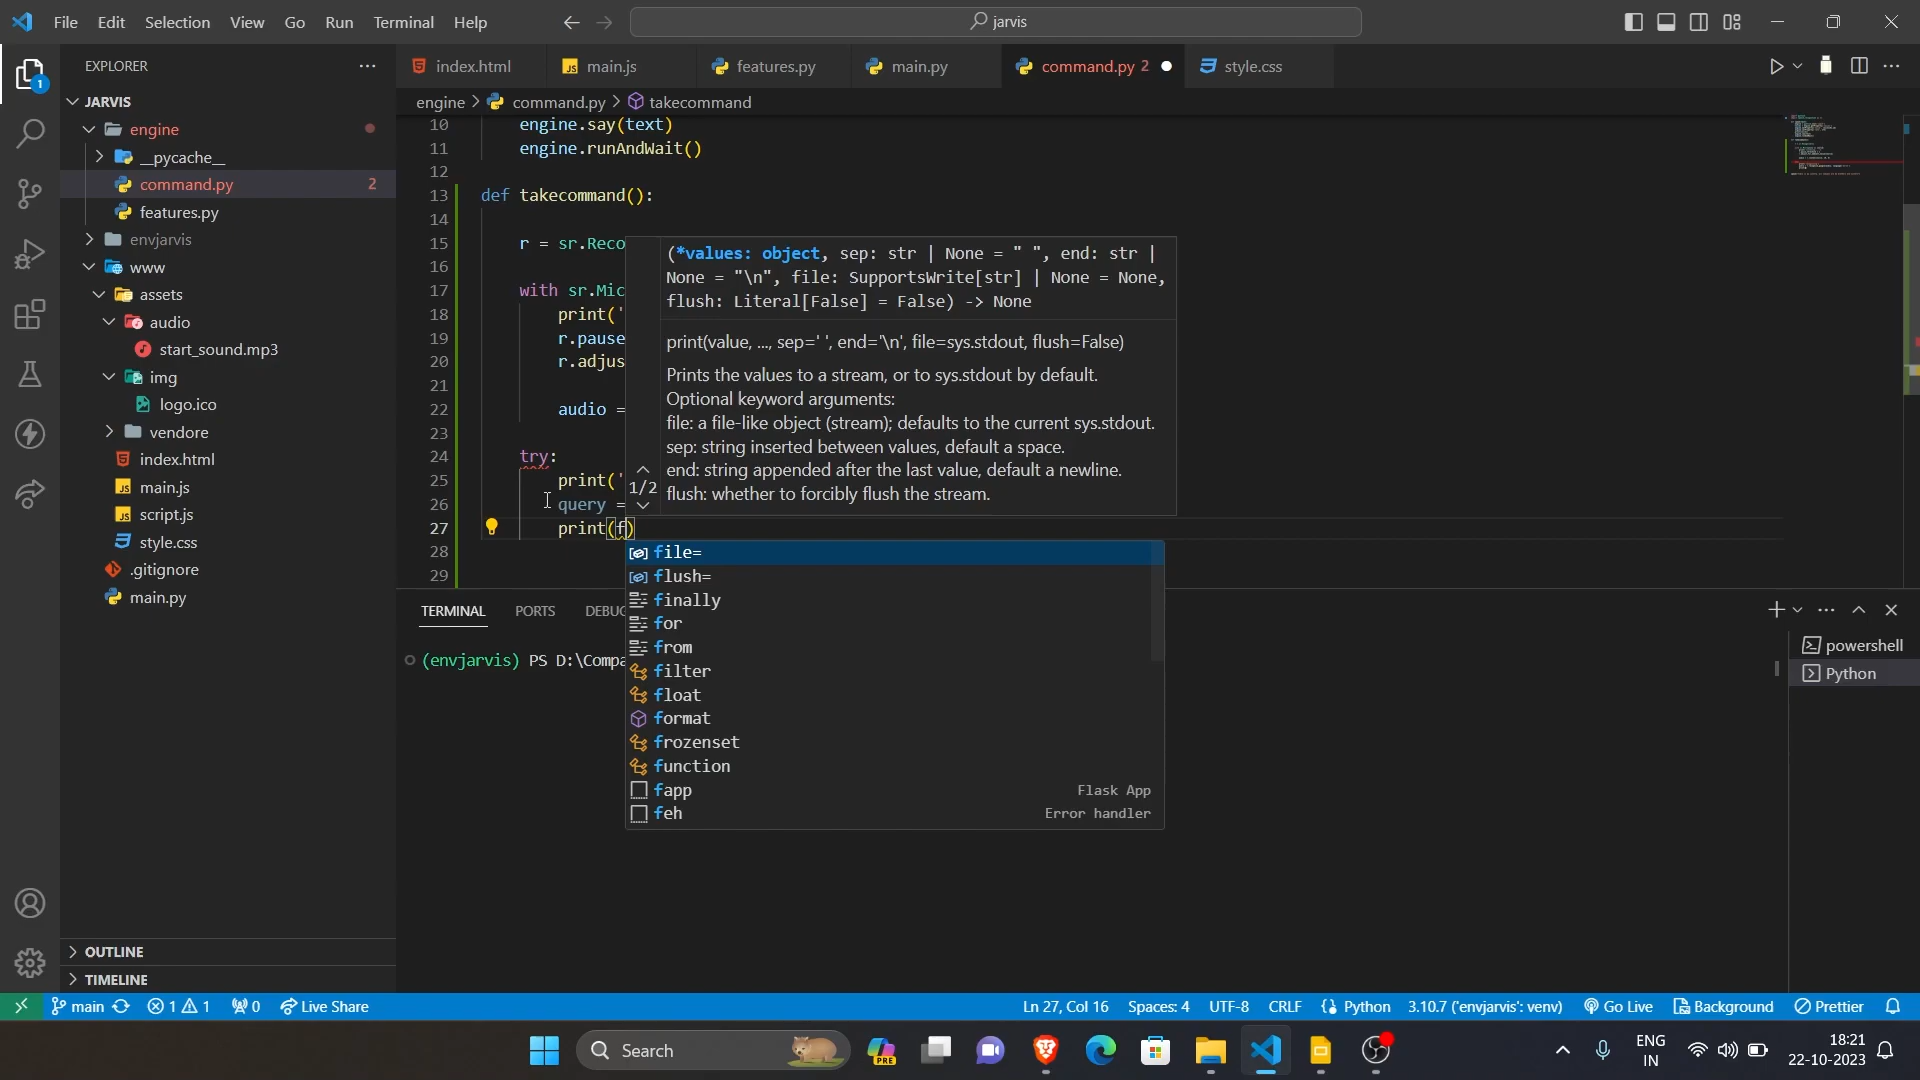 File Edit Selection View Go Run Terminal Help
jarvis
EXPLORER
JARVIS
engine
__pycache__
command.py 2
features.py
envjarvis
www
assets
audio
start_sound.mp3
img
logo.ico
vendore
index.html
main.js
script.js
style.css
.gitignore
main.py
OUTLINE
TIMELINE
1
index.html main.js features.py main.py command.py 2 style.css
engine > command.py > takecommand
10 engine.say(text)
11 engine.runAndWait()
12
13 def takecommand():
14
15 r = sr.Reco
16
17 with sr.Mic
18 print('
19 r.pause
20 r.adjus
21
22 audio =
23
24 try:
25 print('
26 query =
27 print(f)
28
29
(*values: object, sep: str | None = " ", end: str |
None = "\n", file: SupportsWrite[str] | None = None,
flush: Literal[False] = False) -> None
print(value, ..., sep=' ', end='\n', file=sys.stdout, flush=False)
Prints the values to a stream, or to sys.stdout by default.
Optional keyword arguments:
file: a file-like object (stream); defaults to the current sys.stdout.
sep: string inserted between values, default a space.
end: string appended after the last value, default a newline.
flush: whether to forcibly flush the stream.
1/2
file=
flush=
finally
for
from
filter
float
format
frozenset
function
fapp Flask App
feh Error handler
TERMINAL PORTS DEBUG
(envjarvis) PS D:\Compa
powershell
Python
main 1 1 0 Live Share
Ln 27, Col 16 Spaces: 4 UTF-8 CRLF Python 3.10.7 ('envjarvis': venv) Go Live Background Prettier
Search
PRE
ENG
IN
18:21
22-10-2023